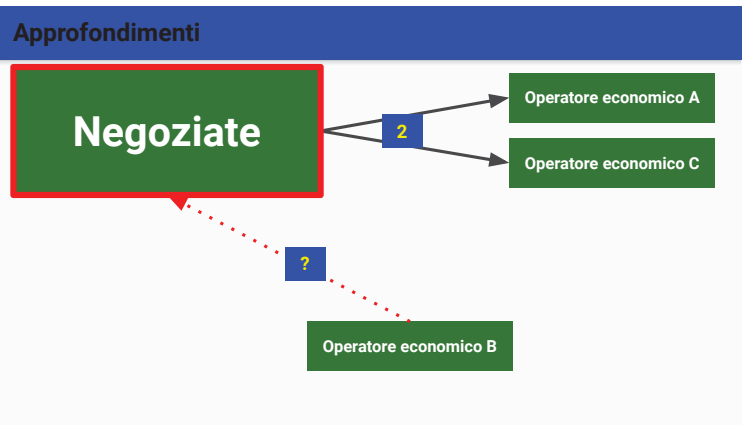 Approfondimenti
Negoziate
2
Operatore economico A
Operatore economico C
?
Operatore economico B